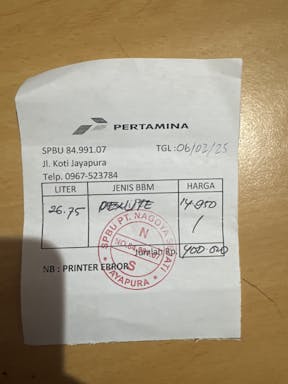 PERTAMINA
SPBU 84.991.07 TGL : 06/02/25
Jl. Koti Jayapura
Telp. 0967-523784
LITER JENIS BBM HARGA
26.75 DEXLITE 14.950
SPBU PT. NAGOYA
N
S
JAYAPURA
Jumlah Rp. 400.000
NB : PRINTER ERROR